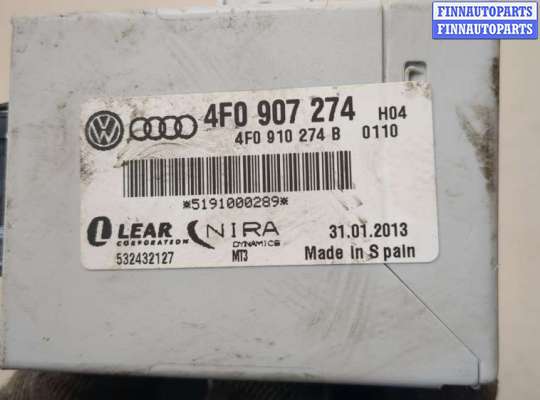 FINNAUTOPARTS
FINNAUTOPARTS
4F0 907 274 H04
4F0 910 274 B 0110
*5191000289*
LEAR CORPORATION
NIRA DYNAMICS
31.01.2013
532432127 MT3 Made in Spain